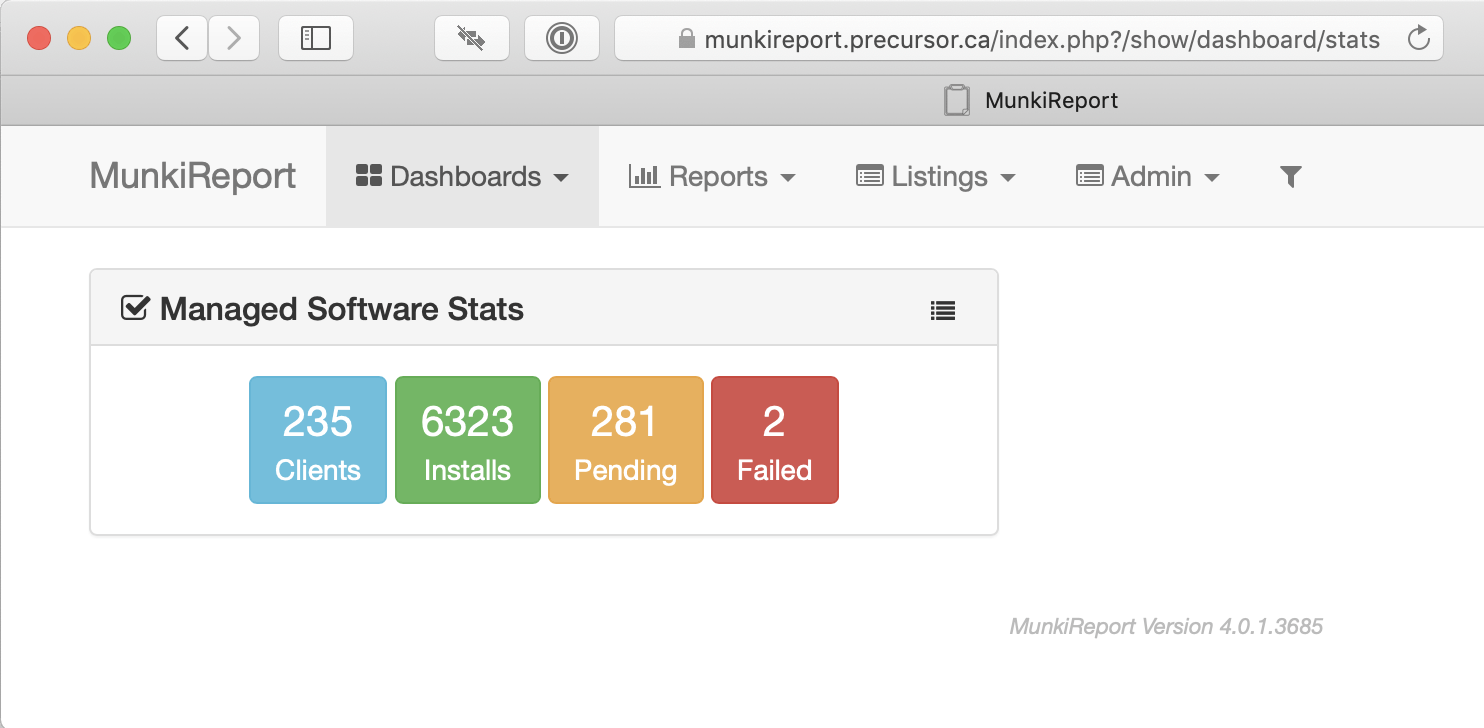 munkireport.precursor.ca/index.php?/show/dashboard/stats
MunkiReport
MunkiReport Dashboards Reports Listings Admin
Managed Software Stats
235 6323 281 2
Clients Installs Pending Failed
MunkiReport Version 4.0.1.3685